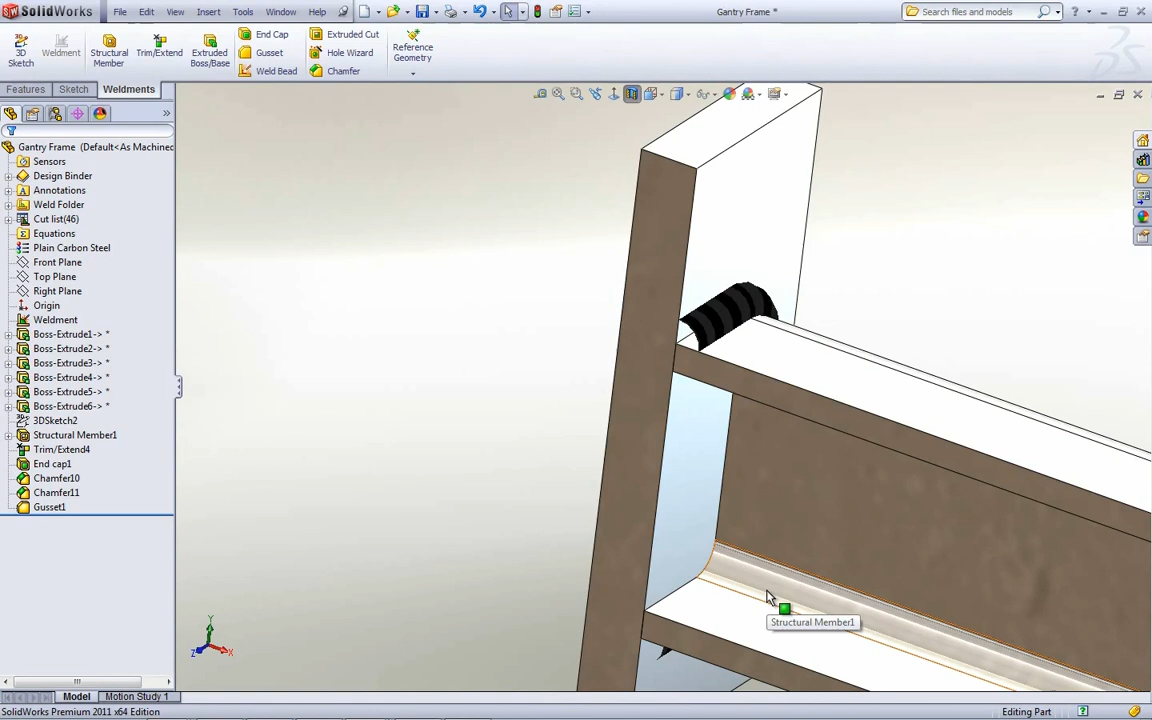 SolidWorks File Edit View Insert Tools Window Help Gantry Frame * Search files and models
3D Sketch Weldment Structural Member Trim/Extend Extruded Boss/Base End Cap Gusset Weld Bead Extruded Cut Hole Wizard Chamfer Reference Geometry
Features Sketch Weldments
Gantry Frame (Default<As Machined
Sensors
Design Binder
Annotations
Weld Folder
Cut list(46)
Equations
Plain Carbon Steel
Front Plane
Top Plane
Right Plane
Origin
Weldment
Boss-Extrude1-> *
Boss-Extrude2-> *
Boss-Extrude3-> *
Boss-Extrude4-> *
Boss-Extrude5-> *
Boss-Extrude6-> *
3DSketch2
Structural Member1
Trim/Extend4
End cap1
Chamfer10
Chamfer11
Gusset1
Structural Member1
Y
Z X
Model Motion Study 1
SolidWorks Premium 2011 x64 Edition Editing Part